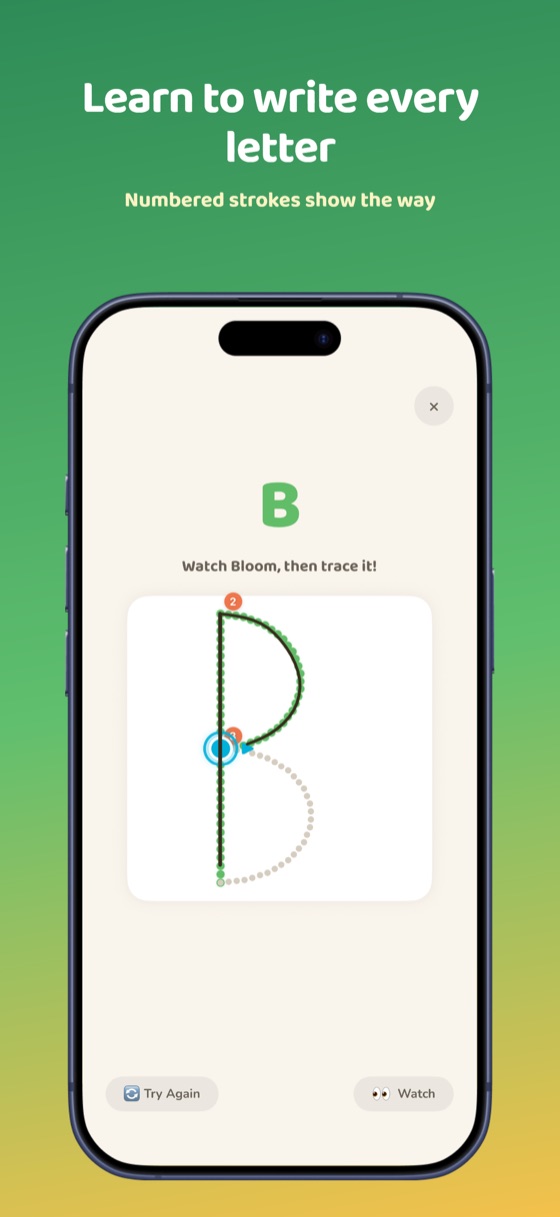 Learn to write every
letter
Numbered strokes show the way
×
B
Watch Bloom, then trace it!
2
Try Again
Watch